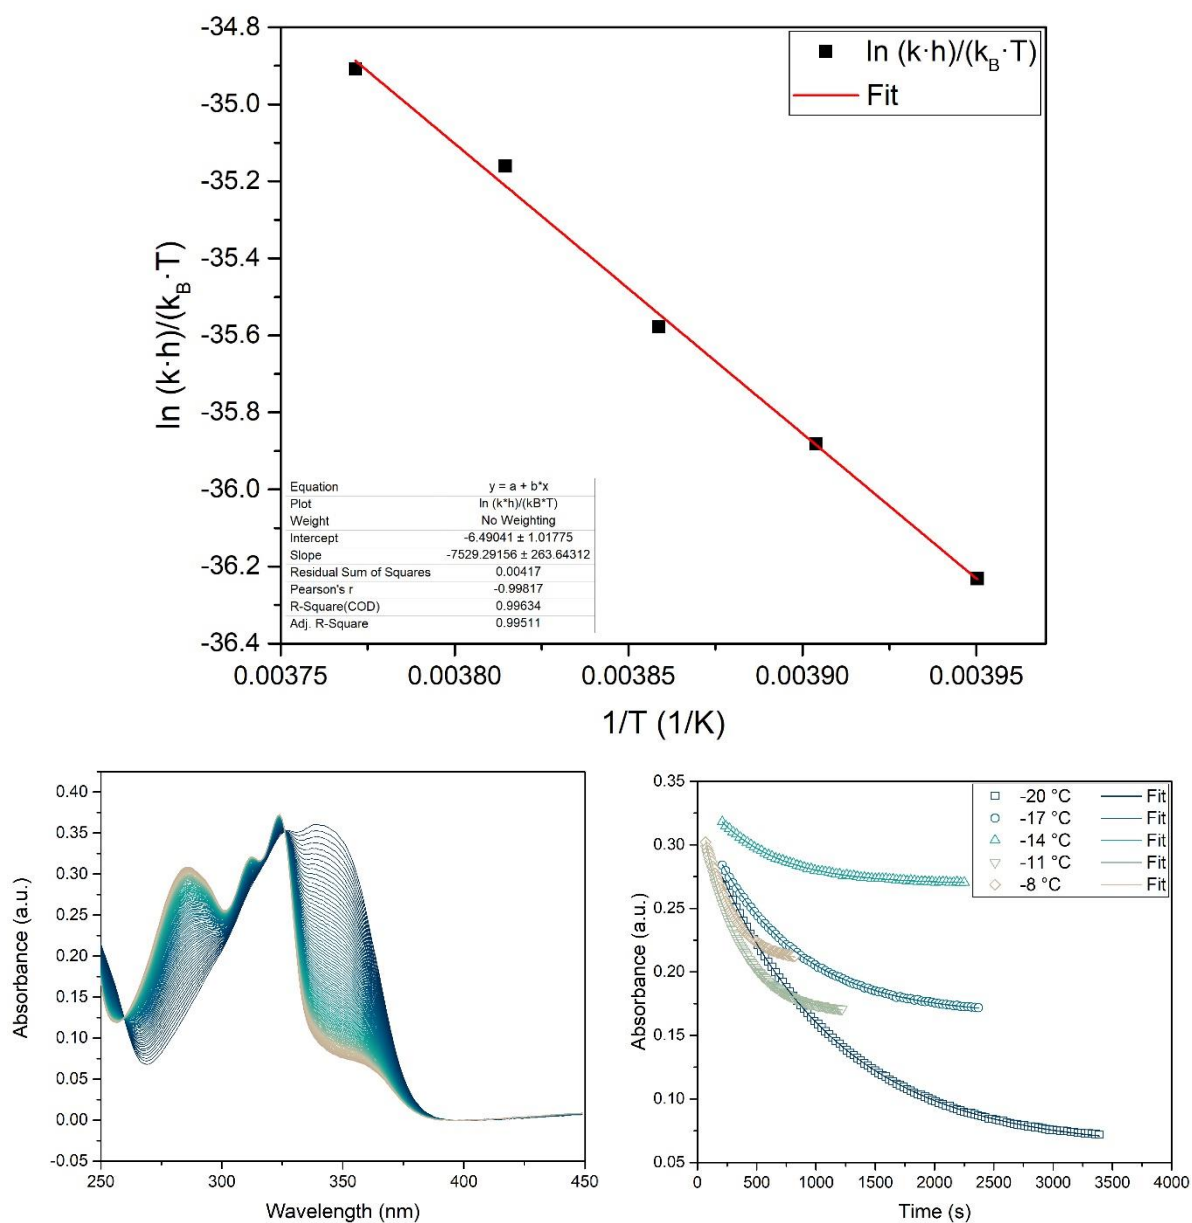 -34.8
-35.0
-35.2
-35.4
-35.6
-35.8
-36.0
-36.2
-36.4
ln (k·h)/(k_B·T)
ln (k·h)/(k_B·T)
Fit
Equation y = a + b*x
Plot ln (k*h)/(kB*T)
Weight No Weighting
Intercept -6.49041 ± 1.01775
Slope -7529.29156 ± 263.64312
Residual Sum of Squares 0.00417
Pearson's r -0.99817
R-Square(COD) 0.99634
Adj. R-Square 0.99511
0.00375 0.00380 0.00385 0.00390 0.00395
1/T (1/K)
0.40
0.35
0.30
0.25
0.20
0.15
0.10
0.05
0.00
-0.05
Absorbance (a.u.)
250 300 350 400 450
Wavelength (nm)
0.35
0.30
0.25
0.20
0.15
0.10
0.05
Absorbance (a.u.)
-20 °C Fit
-17 °C Fit
-14 °C Fit
-11 °C Fit
-8 °C Fit
0 500 1000 1500 2000 2500 3000 3500 4000
Time (s)